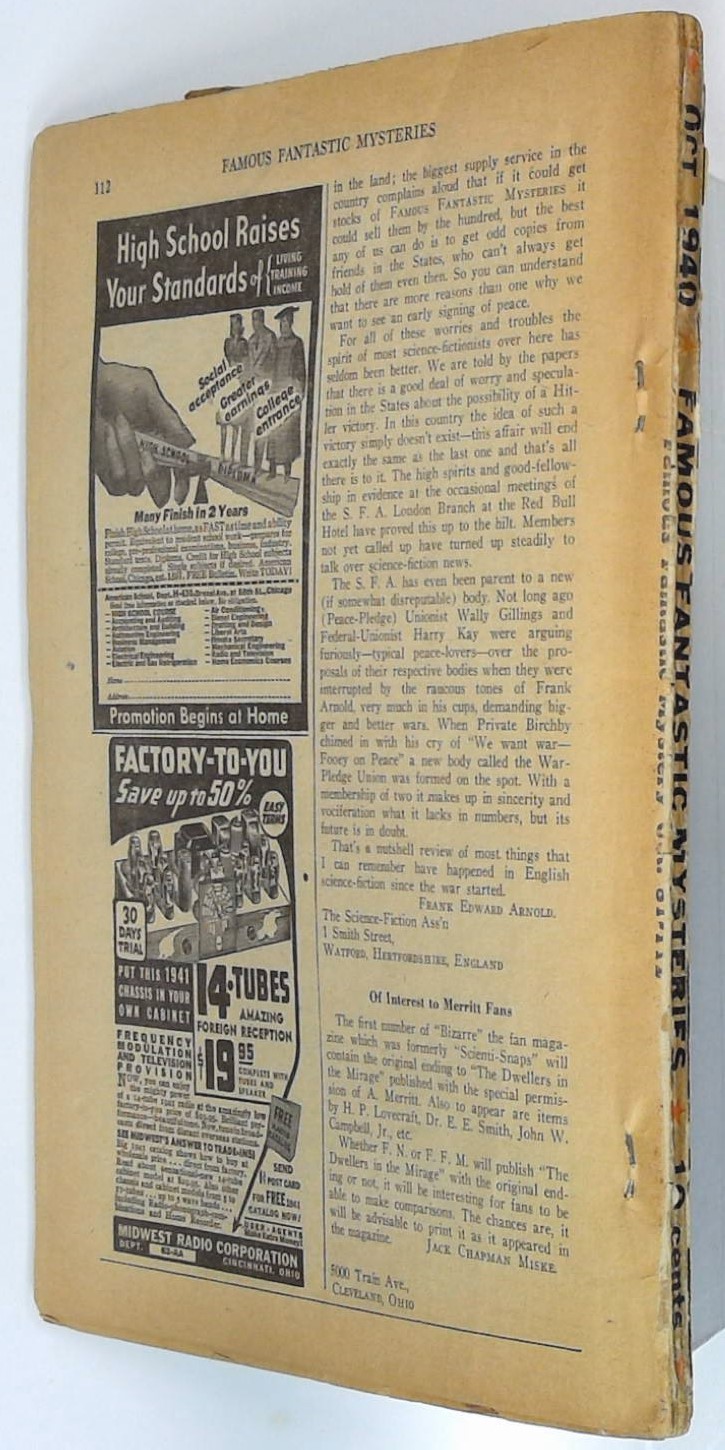 112
FAMOUS FANTASTIC MYSTERIES
High School Raises
Your Standards of { LIVING TRAINING INCOME
Social acceptance
Greater earnings
College entrance
HIGH SCHOOL DIPLOMA
Many Finish in 2 Years
Promotion Begins at Home
FACTORY-TO-YOU
Save up to 50%
EASY TERMS
30 DAYS TRIAL
PUT THIS 1941
CHASSIS IN YOUR
OWN CABINET
14-TUBES
AMAZING
FOREIGN RECEPTION
$19 95
COMPLETE WITH
TUBES AND
SPEAKER
FREQUENCY
MODULATION
AND TELEVISION
PROVISION
SEE MIDWEST'S ANSWER TO TRADE-INS!
FREE
SEND
1¢ POST CARD
FOR FREE 1941
CATALOG NOW!
USER-AGENTS
Make Extra Money!
MIDWEST RADIO CORPORATION
DEPT. 63-AA
CINCINNATI, OHIO
in the land; the biggest supply service in the
country complains aloud that if it could get
stocks of FAMOUS FANTASTIC MYSTERIES it
could sell them by the hundred, but the best
any of us can do is to get odd copies from
friends in the States, who can't always get
hold of them even then. So you can understand
that there are more reasons than one why we
want to see an early signing of peace.
For all of these worries and troubles the
spirit of most science-fictionists over here has
seldom been better. We are told by the papers
that there is a good deal of worry and specula-
tion in the States about the possibility of a Hit-
ler victory. In this country the idea of such a
victory simply doesn't exist—this affair will end
exactly the same as the last one and that's all
there is to it. The high spirits and good-fellow-
ship in evidence at the occasional meetings of
the S. F. A. London Branch at the Red Bull
Hotel have proved this up to the hilt. Members
not yet called up have turned up steadily to
talk over science-fiction news.
The S. F. A. has even been parent to a new
(if somewhat disreputable) body. Not long ago
(Peace-Pledge) Unionist Wally Gillings and
Federal-Unionist Harry Kay were arguing
furiously—typical peace-lovers—over the pro-
posals of their respective bodies when they were
interrupted by the raucous tones of Frank
Arnold, very much in his cups, demanding big-
ger and better wars. When Private Birchby
chimed in with his cry of "We want war—
Fooey on Peace" a new body called the War-
Pledge Union was formed on the spot. With a
membership of two it makes up in sincerity and
vociferation what it lacks in numbers, but its
future is in doubt.
That's a nutshell review of most things that
I can remember have happened in English
science-fiction since the war started.
FRANK EDWARD ARNOLD.
The Science-Fiction Ass'n
1 Smith Street,
WATFORD, HERTFORDSHIRE, ENGLAND
Of Interest to Merritt Fans
The first number of "Bizarre" the fan maga-
zine which was formerly "Scienti-Snaps" will
contain the original ending to "The Dwellers in
the Mirage" published with the special permis-
sion of A. Merritt. Also to appear are items
by H. P. Lovecraft, Dr. E. E. Smith, John W.
Campbell, Jr., etc.
Whether F. N. or F. F. M. will publish "The
Dwellers in the Mirage" with the original end-
ing or not, it will be interesting for fans to be
able to make comparisons. The chances are, it
will be advisable to print it as it appeared in
the magazine.
JACK CHAPMAN MISKE.
5000 Train Ave.,
CLEVELAND, OHIO
OCT 1940 ★ FAMOUS FANTASTIC MYSTERIES ★ 10 cents